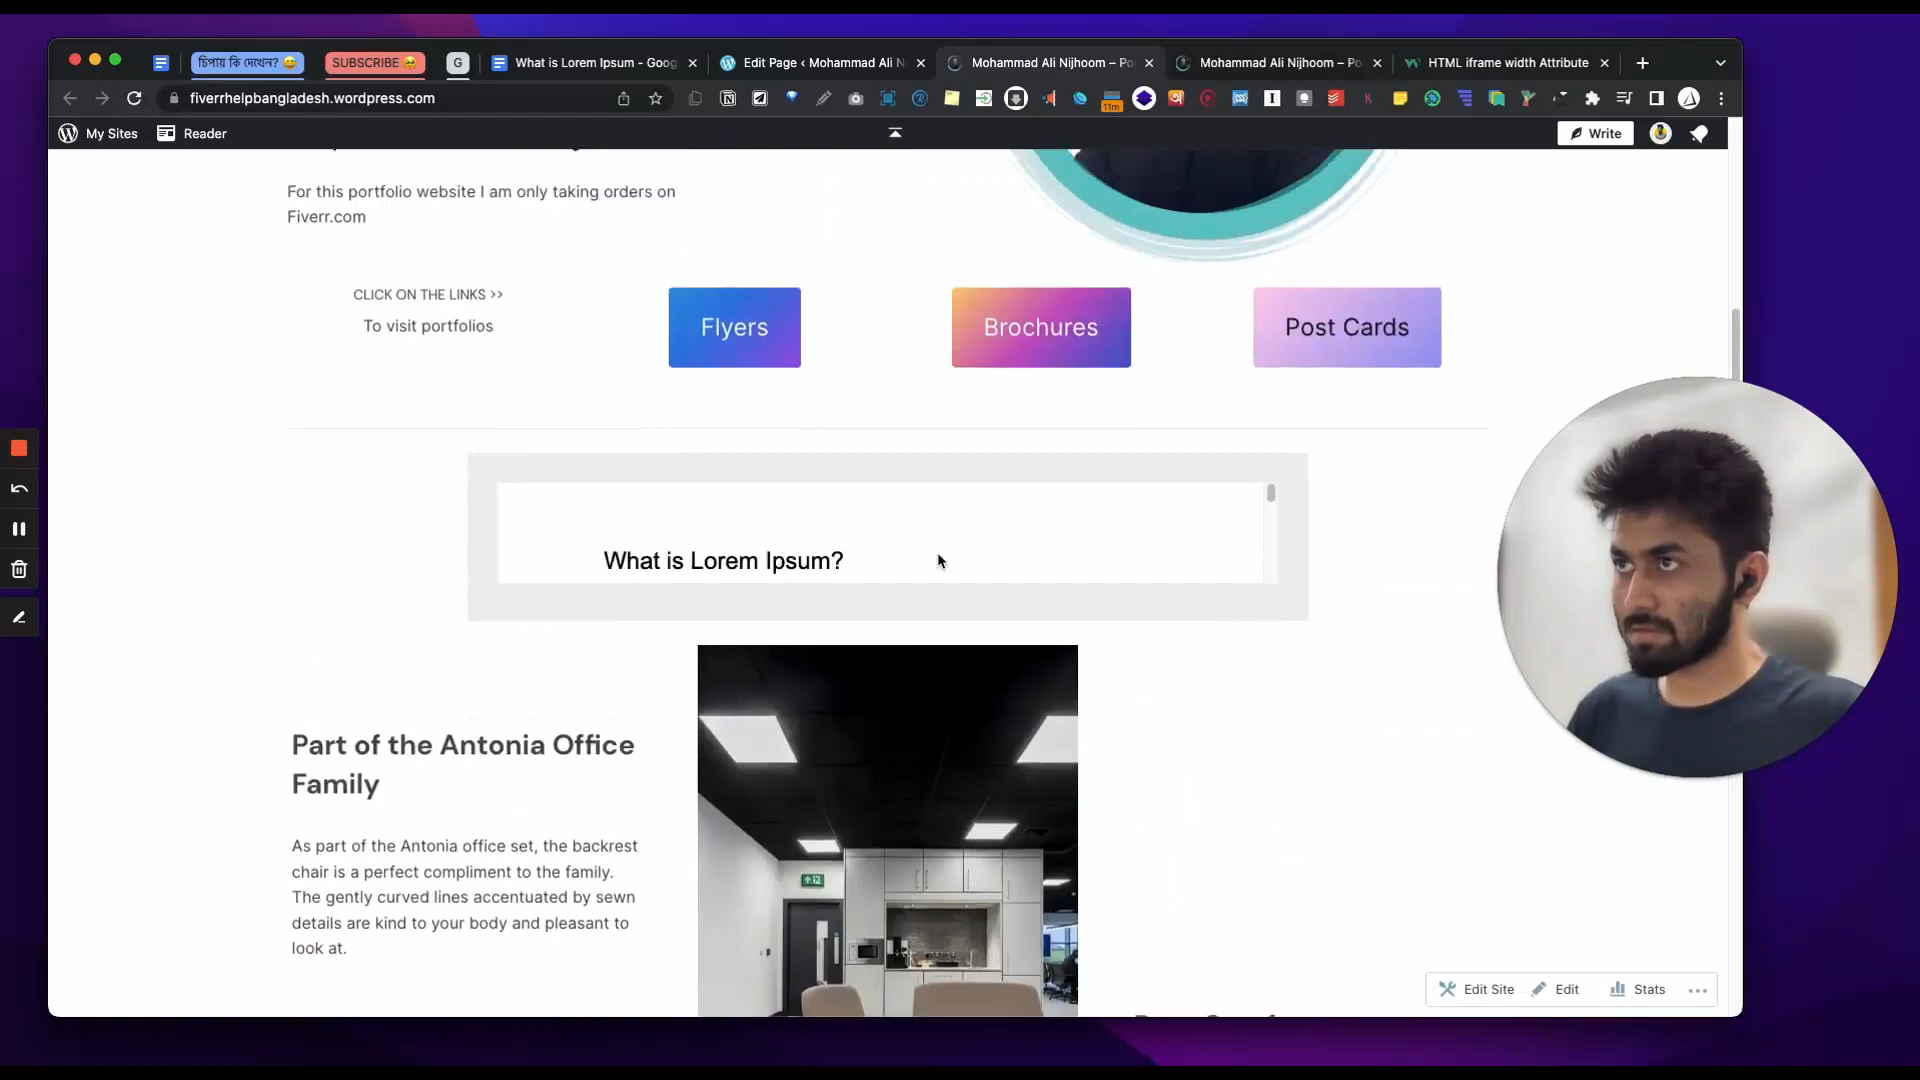 চিপায় কি দেখেন? 😅
SUBSCRIBE 🥹
G
What is Lorem Ipsum - Goog
Edit Page ‹ Mohammad Ali N
Mohammad Ali Nijhoom – Po
Mohammad Ali Nijhoom – Po
HTML iframe width Attribute
fiverrhelpbangladesh.wordpress.com
11m
My Sites
Reader
Write
For this portfolio website I am only taking orders on
Fiverr.com
CLICK ON THE LINKS >>
To visit portfolios
Flyers
Brochures
Post Cards
What is Lorem Ipsum?
Part of the Antonia Office
Family
As part of the Antonia office set, the backrest
chair is a perfect compliment to the family.
The gently curved lines accentuated by sewn
details are kind to your body and pleasant to
look at.
Edit Site
Edit
Stats